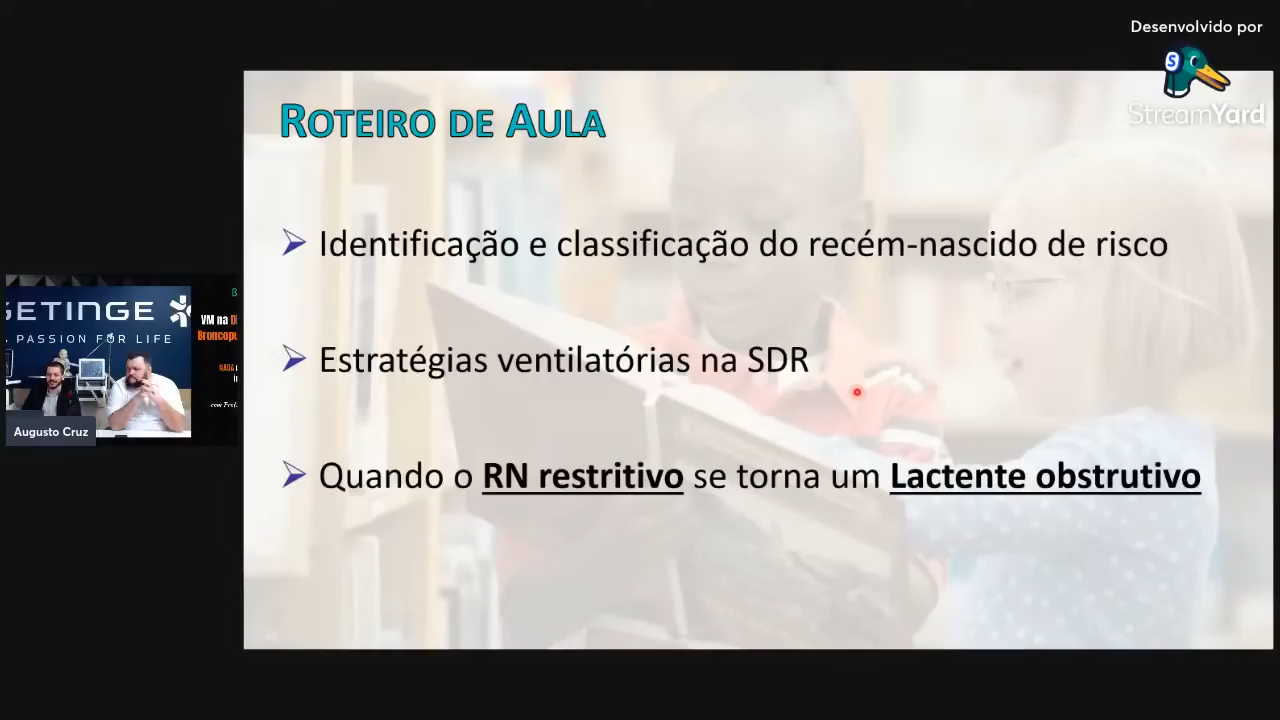 Desenvolvido por
StreamYard
ROTEIRO DE AULA
Identificação e classificação do recém-nascido de risco
Estratégias ventilatórias na SDR
Quando o RN restritivo se torna um Lactente obstrutivo
GETINGE
PASSION FOR LIFE
VM na
Augusto Cruz